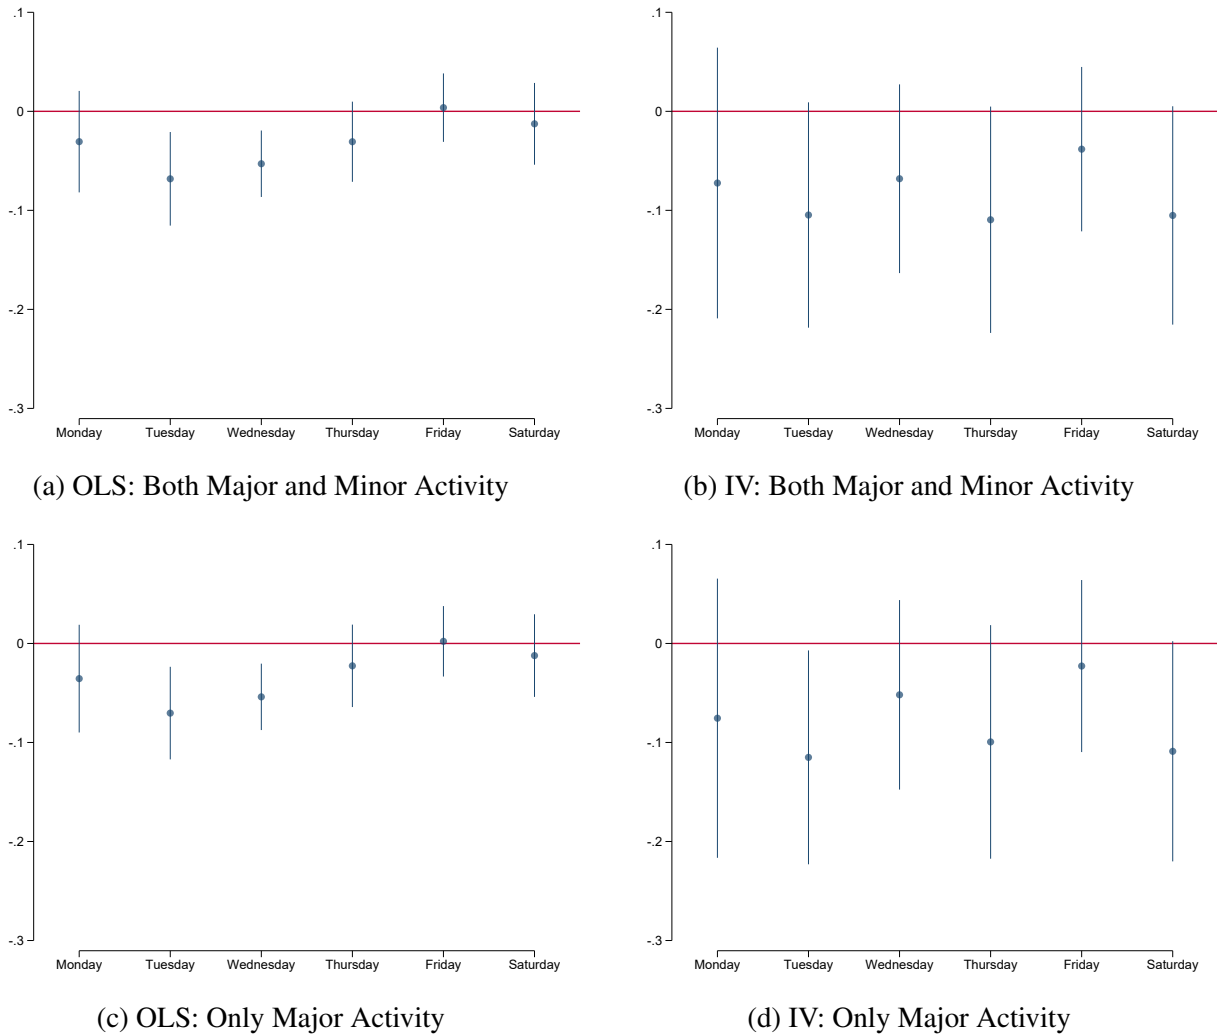 .1
0
-.1
-.2
-.3
Monday Tuesday Wednesday Thursday Friday Saturday
(a) OLS: Both Major and Minor Activity
.1
0
-.1
-.2
-.3
Monday Tuesday Wednesday Thursday Friday Saturday
(b) IV: Both Major and Minor Activity
.1
0
-.1
-.2
-.3
Monday Tuesday Wednesday Thursday Friday Saturday
(c) OLS: Only Major Activity
.1
0
-.1
-.2
-.3
Monday Tuesday Wednesday Thursday Friday Saturday
(d) IV: Only Major Activity